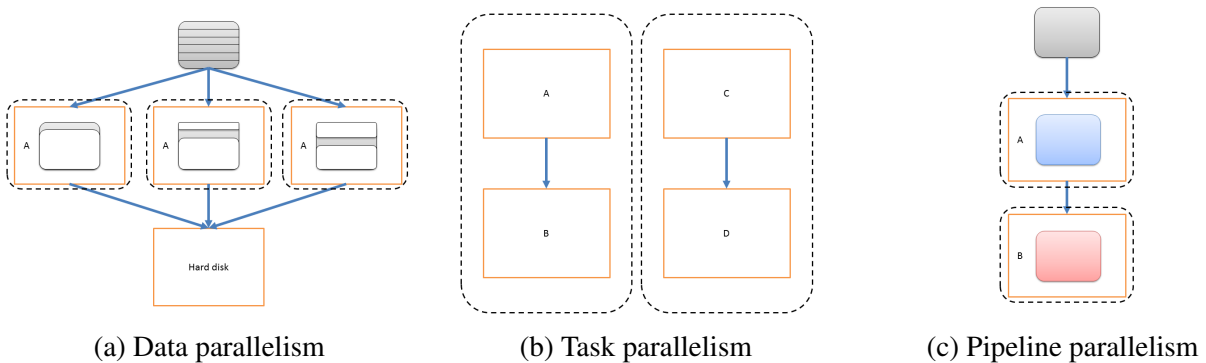 A
A
A
Hard disk
(a) Data parallelism
A
C
B
D
(b) Task parallelism
A
B
(c) Pipeline parallelism